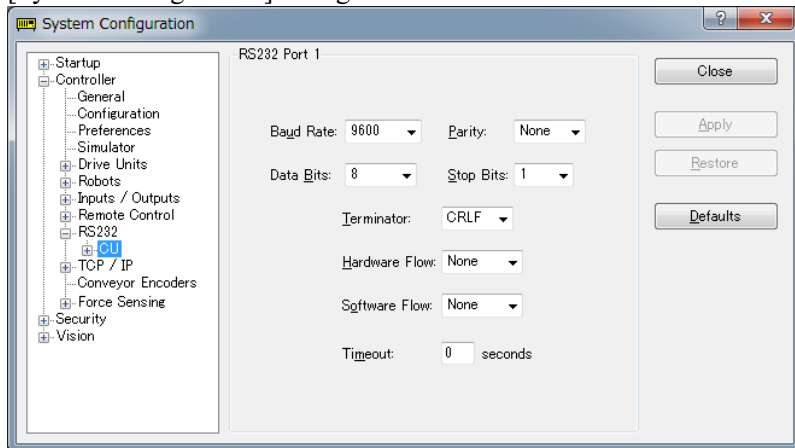 System Configuration
?
X
Startup
Controller
General
Configuration
Preferences
Simulator
Drive Units
Robots
Inputs / Outputs
Remote Control
RS232
CU
TCP / IP
Conveyor Encoders
Force Sensing
Security
Vision
RS232 Port 1
Baud Rate: 9600 Parity: None
Data Bits: 8 Stop Bits: 1
Terminator: CRLF
Hardware Flow: None
Software Flow: None
Timeout: 0 seconds
Close
Apply
Restore
Defaults